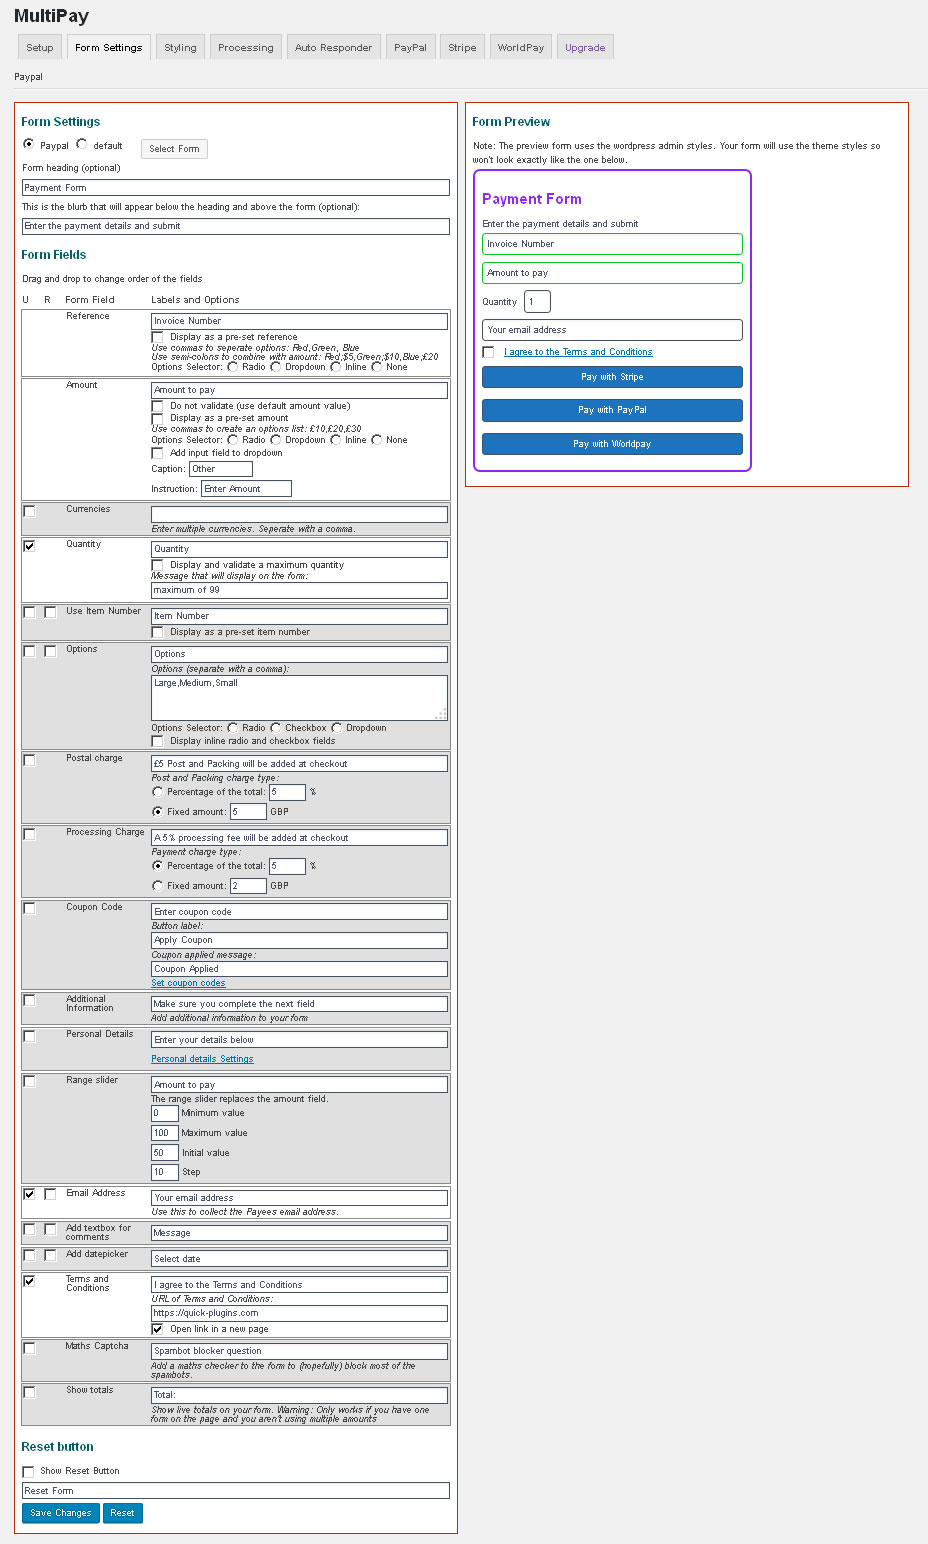 MultiPay
Setup
Form Settings
Styling
Processing
Auto Responder
PayPal
Stripe
WorldPay
Upgrade
Paypal
Form Settings
Paypal default Select Form
Form heading (optional)
Payment Form
This is the blurb that will appear below the heading and above the form (optional):
Enter the payment details and submit
Form Fields
Drag and drop to change order of the fields
U R Form Field Labels and Options
Reference
Invoice Number
Display as a pre-set reference
Use commas to seperate options: Red,Green, Blue
Use semi-colons to combine with amount: Red;$5,Green;$10,Blue;£20
Options Selector: Radio Dropdown Inline None
Amount
Amount to pay
Do not validate (use default amount value)
Display as a pre-set amount
Use commas to create an options list: £10,£20,£30
Options Selector: Radio Dropdown Inline None
Add input field to dropdown
Caption: Other
Instruction: Enter Amount
Currencies
Enter multiple currencies. Seperate with a comma.
Quantity
Quantity
Display and validate a maximum quantity
Message that will display on the form:
maximum of 99
Use Item Number
Item Number
Display as a pre-set item number
Options
Options
Options (separate with a comma):
Large,Medium,Small
Options Selector: Radio Checkbox Dropdown
Display inline radio and checkbox fields
Postal charge
£5 Post and Packing will be added at checkout
Post and Packing charge type:
Percentage of the total: 5 %
Fixed amount: 5 GBP
Processing Charge
A 5% processing fee will be added at checkout
Payment charge type:
Percentage of the total: 5 %
Fixed amount: 2 GBP
Coupon Code
Enter coupon code
Button label:
Apply Coupon
Coupon applied message:
Coupon Applied
Set coupon codes
Additional
Information
Make sure you complete the next field
Add additional information to your form
Personal Details
Enter your details below
Personal details Settings
Range slider
Amount to pay
The range slider replaces the amount field.
0 Minimum value
100 Maximum value
50 Initial value
10 Step
Email Address
Your email address
Use this to collect the Payees email address.
Add textbox for
comments
Message
Add datepicker
Select date
Terms and
Conditions
I agree to the Terms and Conditions
URL of Terms and Conditions:
https://quick-plugins.com
Open link in a new page
Maths Captcha
Spambot blocker question
Add a maths checker to the form to (hopefully) block most of the
spambots.
Show totals
Total:
Show live totals on your form. Warning: Only works if you have one
form on the page and you aren't using multiple amounts
Reset button
Show Reset Button
Reset Form
Save Changes
Reset
Form Preview
Note: The preview form uses the wordpress admin styles. Your form will use the theme styles so
won't look exactly like the one below.
Payment Form
Enter the payment details and submit
Invoice Number
Amount to pay
Quantity 1
Your email address
I agree to the Terms and Conditions
Pay with Stripe
Pay with PayPal
Pay with Worldpay